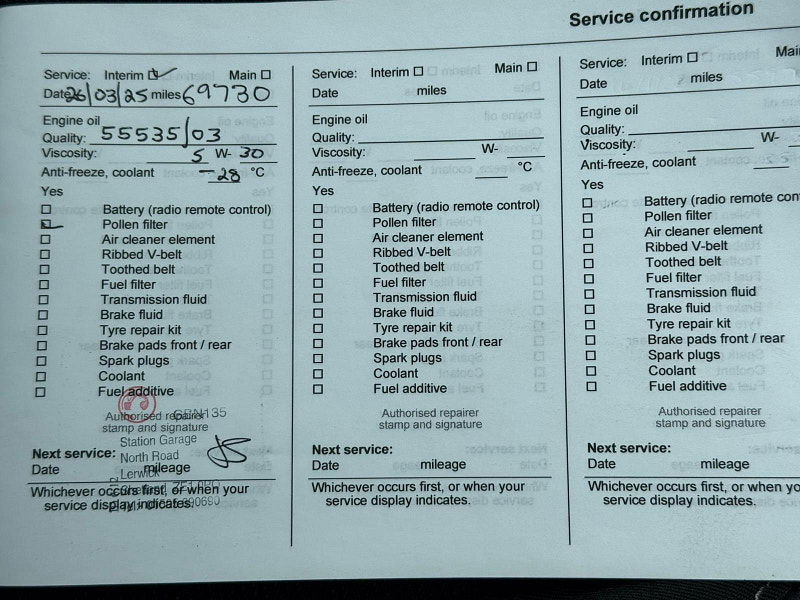 Service confirmation
Service: Interim ☑ Main ☐
Date 26/03/25 miles 69730
Engine oil
Quality: 55535/03
Viscosity: 5 W- 30
Anti-freeze, coolant -28 °C
Yes
☐ Battery (radio remote control)
☑ Pollen filter
☐ Air cleaner element
☐ Ribbed V-belt
☐ Toothed belt
☐ Fuel filter
☐ Transmission fluid
☐ Brake fluid
☐ Tyre repair kit
☐ Brake pads front / rear
☐ Spark plugs
☐ Coolant
☐ Fuel additive
GBN135
Authorised repairer
stamp and signature
Station Garage
North Road
Lerwick
Next service:
Date mileage
Whichever occurs first, or when your
service display indicates.
Service: Interim ☐ Main ☐
Date miles
Engine oil
Quality:
Viscosity: W-
Anti-freeze, coolant °C
Yes
☐ Battery (radio remote control)
☐ Pollen filter
☐ Air cleaner element
☐ Ribbed V-belt
☐ Toothed belt
☐ Fuel filter
☐ Transmission fluid
☐ Brake fluid
☐ Tyre repair kit
☐ Brake pads front / rear
☐ Spark plugs
☐ Coolant
☐ Fuel additive
Authorised repairer
stamp and signature
Next service:
Date mileage
Whichever occurs first, or when your
service display indicates.
Service: Interim ☐ Mai
Date miles
Engine oil
Quality:
Viscosity: W-
Anti-freeze, coolant
Yes
☐ Battery (radio remote con
☐ Pollen filter
☐ Air cleaner element
☐ Ribbed V-belt
☐ Toothed belt
☐ Fuel filter
☐ Transmission fluid
☐ Brake fluid
☐ Tyre repair kit
☐ Brake pads front / rear
☐ Spark plugs
☐ Coolant
☐ Fuel additive
Authorised repairer
stamp and signature
Next service:
Date mileage
Whichever occurs first, or when yo
service display indicates.